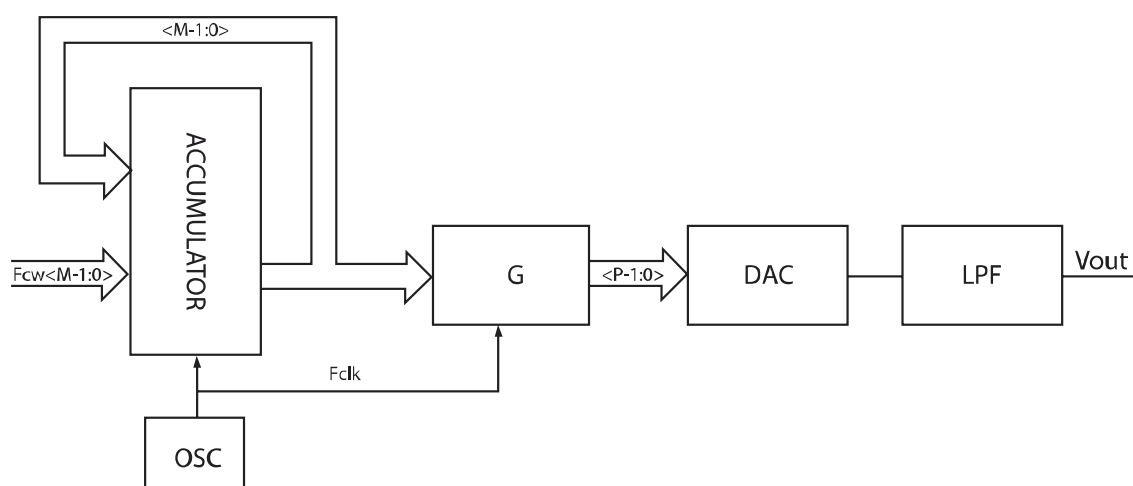 <M-1:0>
ACCUMULATOR
Fcw<M-1:0>
G
<P-1:0>
DAC
LPF
Vout
Fclk
OSC